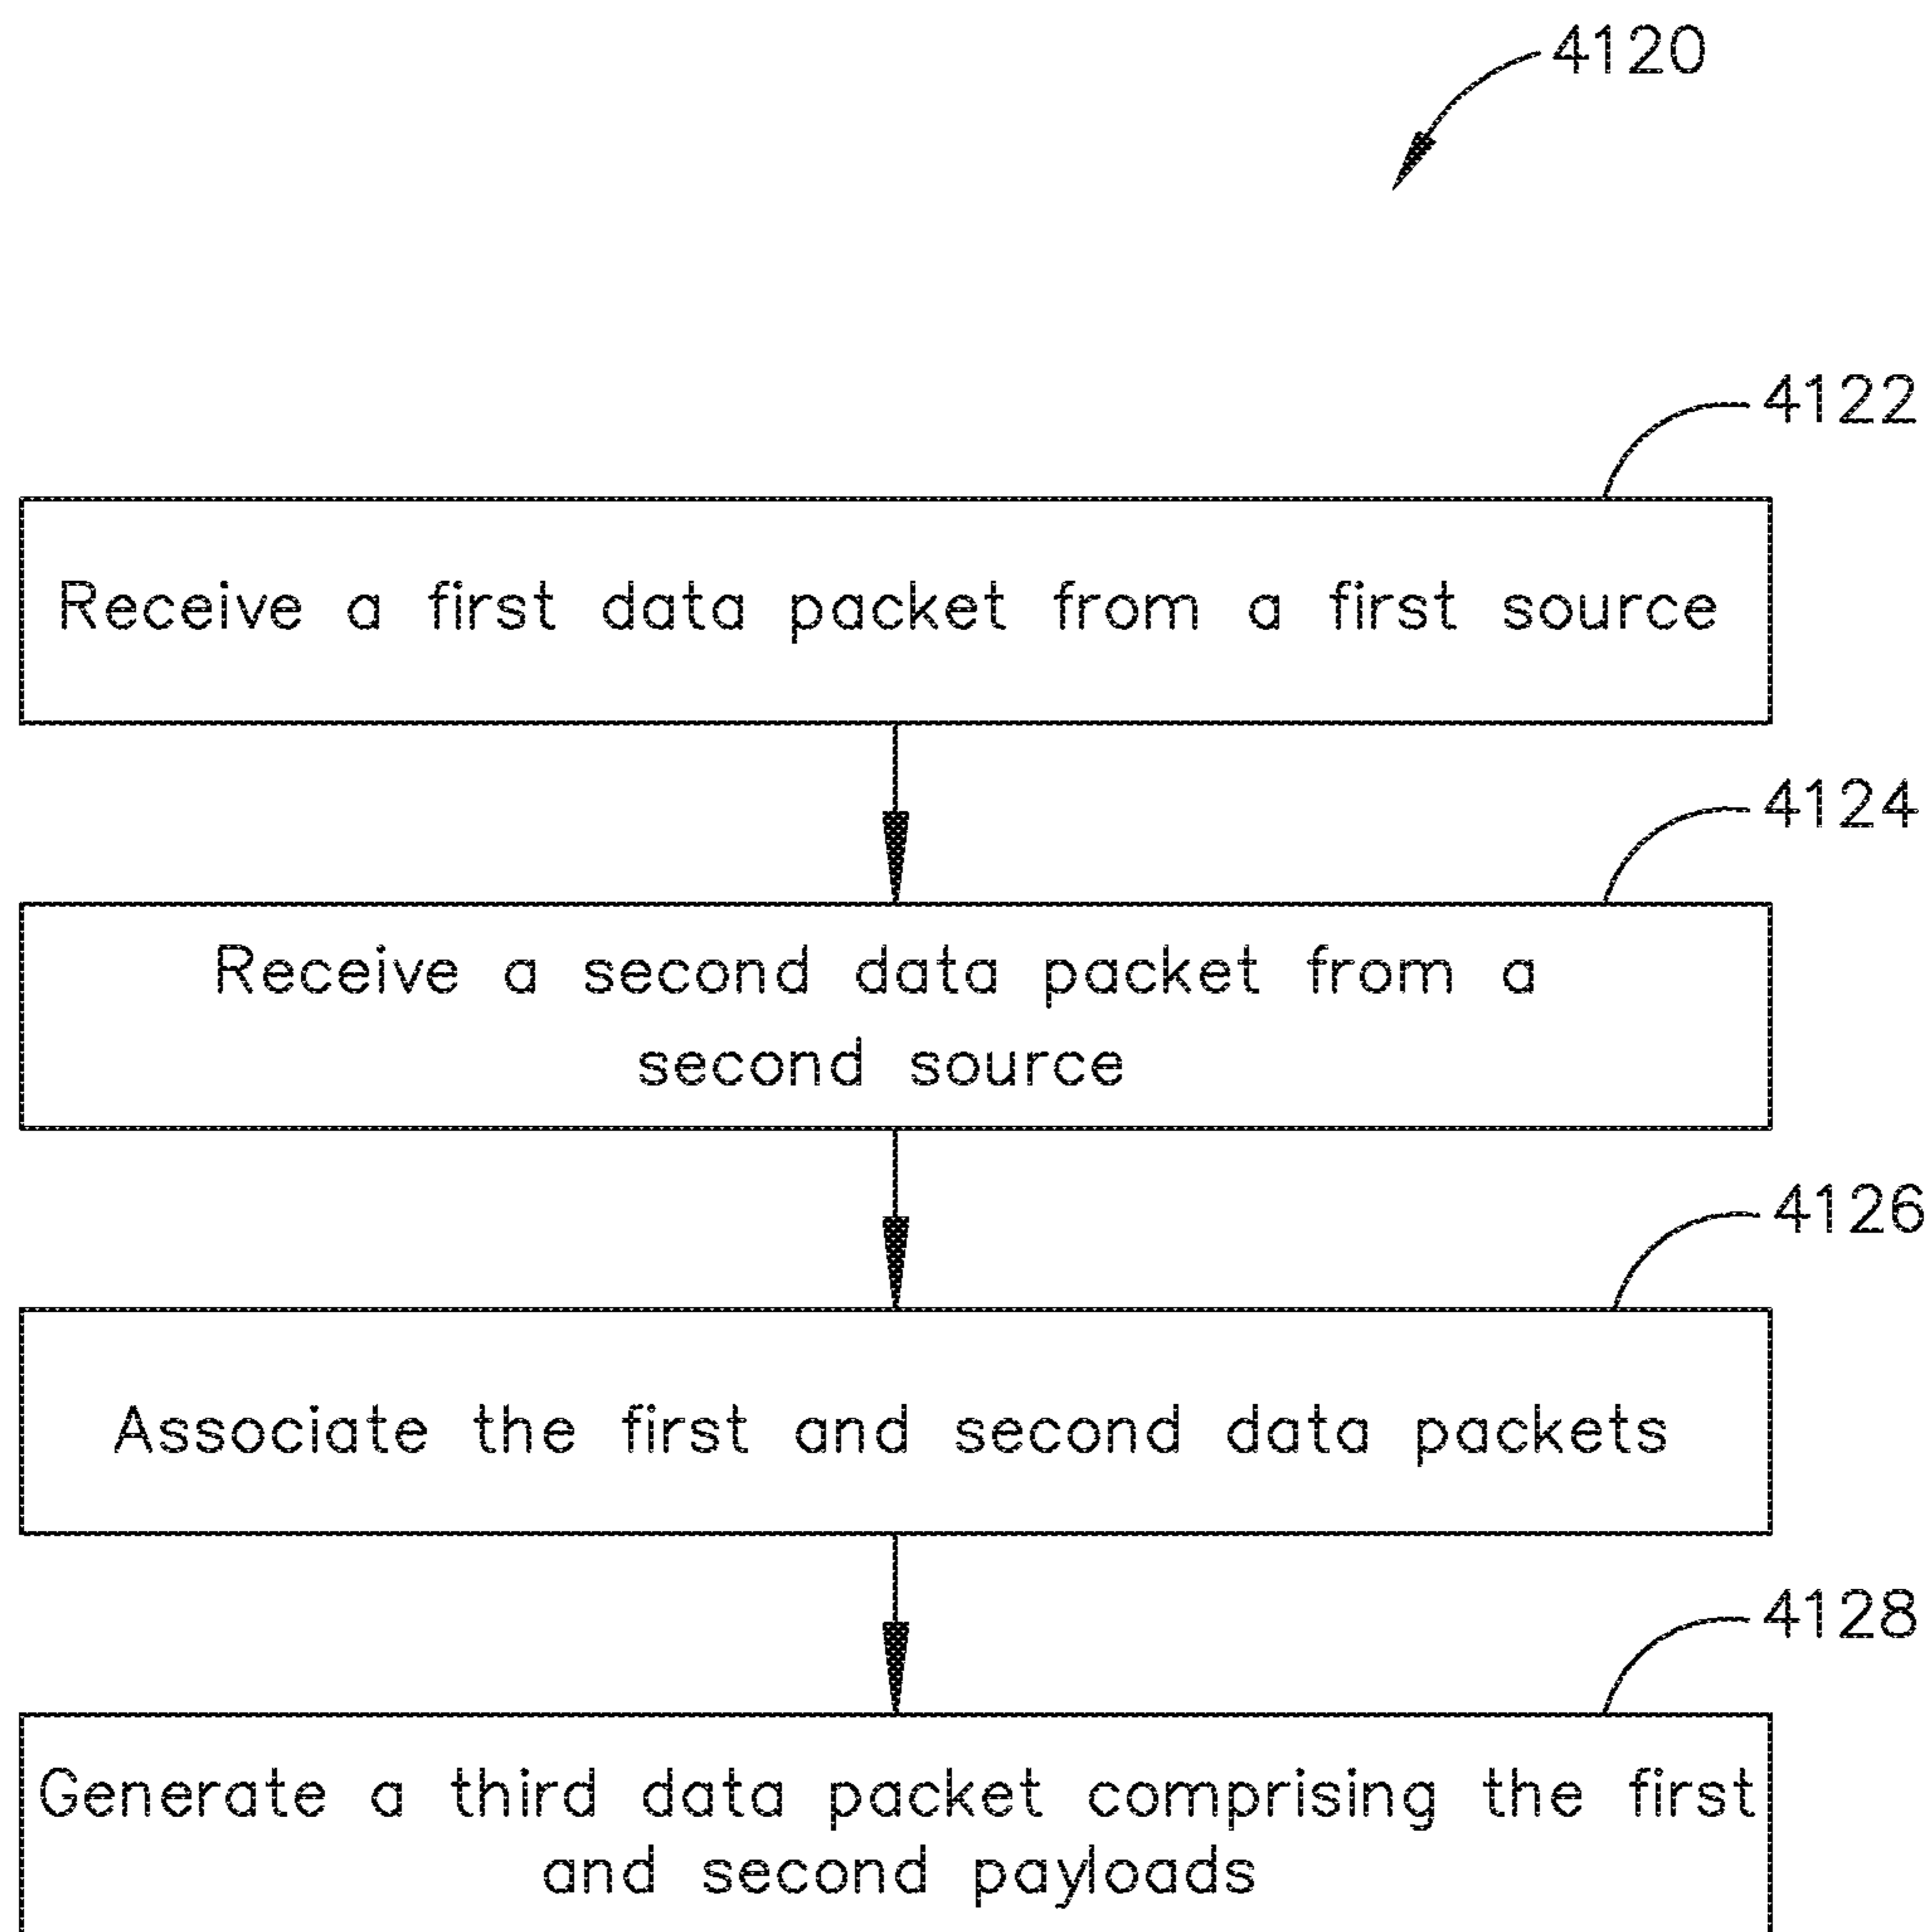 4120
4122
Receive a first data packet from a first source
4124
Receive a second data packet from a
second source
4126
Associate the first and second data packets
4128
Generate a third data packet comprising the first
and second payloads